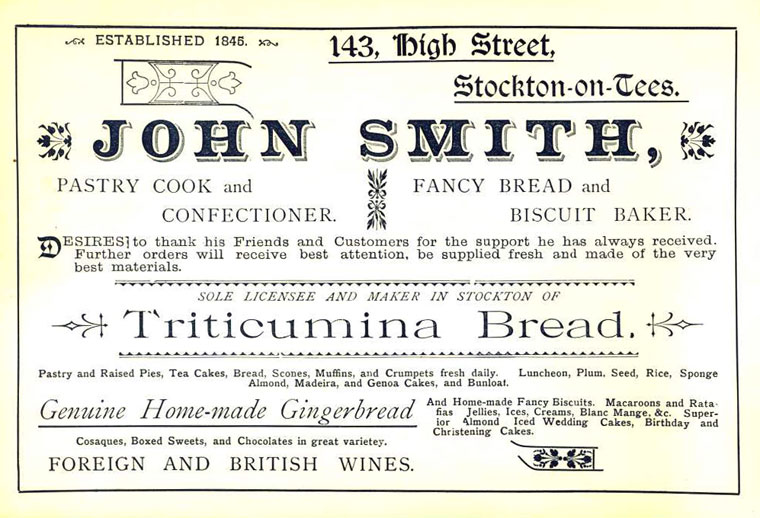 ESTABLISHED 1845.
143, High Street,
Stockton-on-Tees.
JOHN SMITH,
PASTRY COOK and
CONFECTIONER.
FANCY BREAD and
BISCUIT BAKER.
DESIRES] to thank his Friends and Customers for the support he has always received.
Further orders will receive best attention, be supplied fresh and made of the very
best materials.
SOLE LICENSEE AND MAKER IN STOCKTON OF
Triticumina Bread.
Pastry and Raised Pies, Tea Cakes, Bread, Scones, Muffins, and Crumpets fresh daily. Luncheon, Plum, Seed, Rice, Sponge
Almond, Madeira, and Genoa Cakes, and Bunloaf.
Genuine Home-made Gingerbread
And Home-made Fancy Biscuits. Macaroons and Rata-
fias Jellies, Ices, Creams, Blanc Mange, &c. Super-
ior Almond Iced Wedding Cakes, Birthday and
Christening Cakes.
Cosaques, Boxed Sweets, and Chocolates in great varietey.
FOREIGN AND BRITISH WINES.